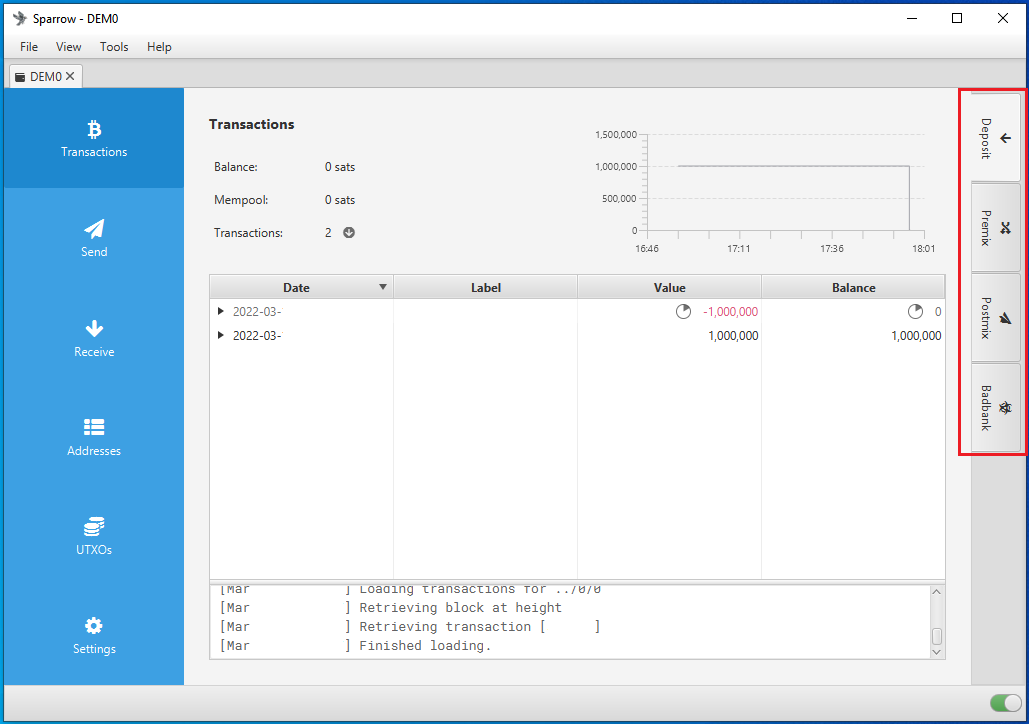 Sparrow - DEM0
File View Tools Help
DEM0
Transactions
Send
Receive
Addresses
UTXOs
Settings
Transactions
Balance: 0 sats
Mempool: 0 sats
Transactions: 2
1,500,000
1,000,000
500,000
0
16:46 17:11 17:36 18:01
Date Label Value Balance
2022-03- -1,000,000 0
2022-03- 1,000,000 1,000,000
[Mar ] Loading transactions for ../0/0
[Mar ] Retrieving block at height
[Mar ] Retrieving transaction [ ]
[Mar ] Finished loading.
Deposit
Premix
Postmix
Badbank